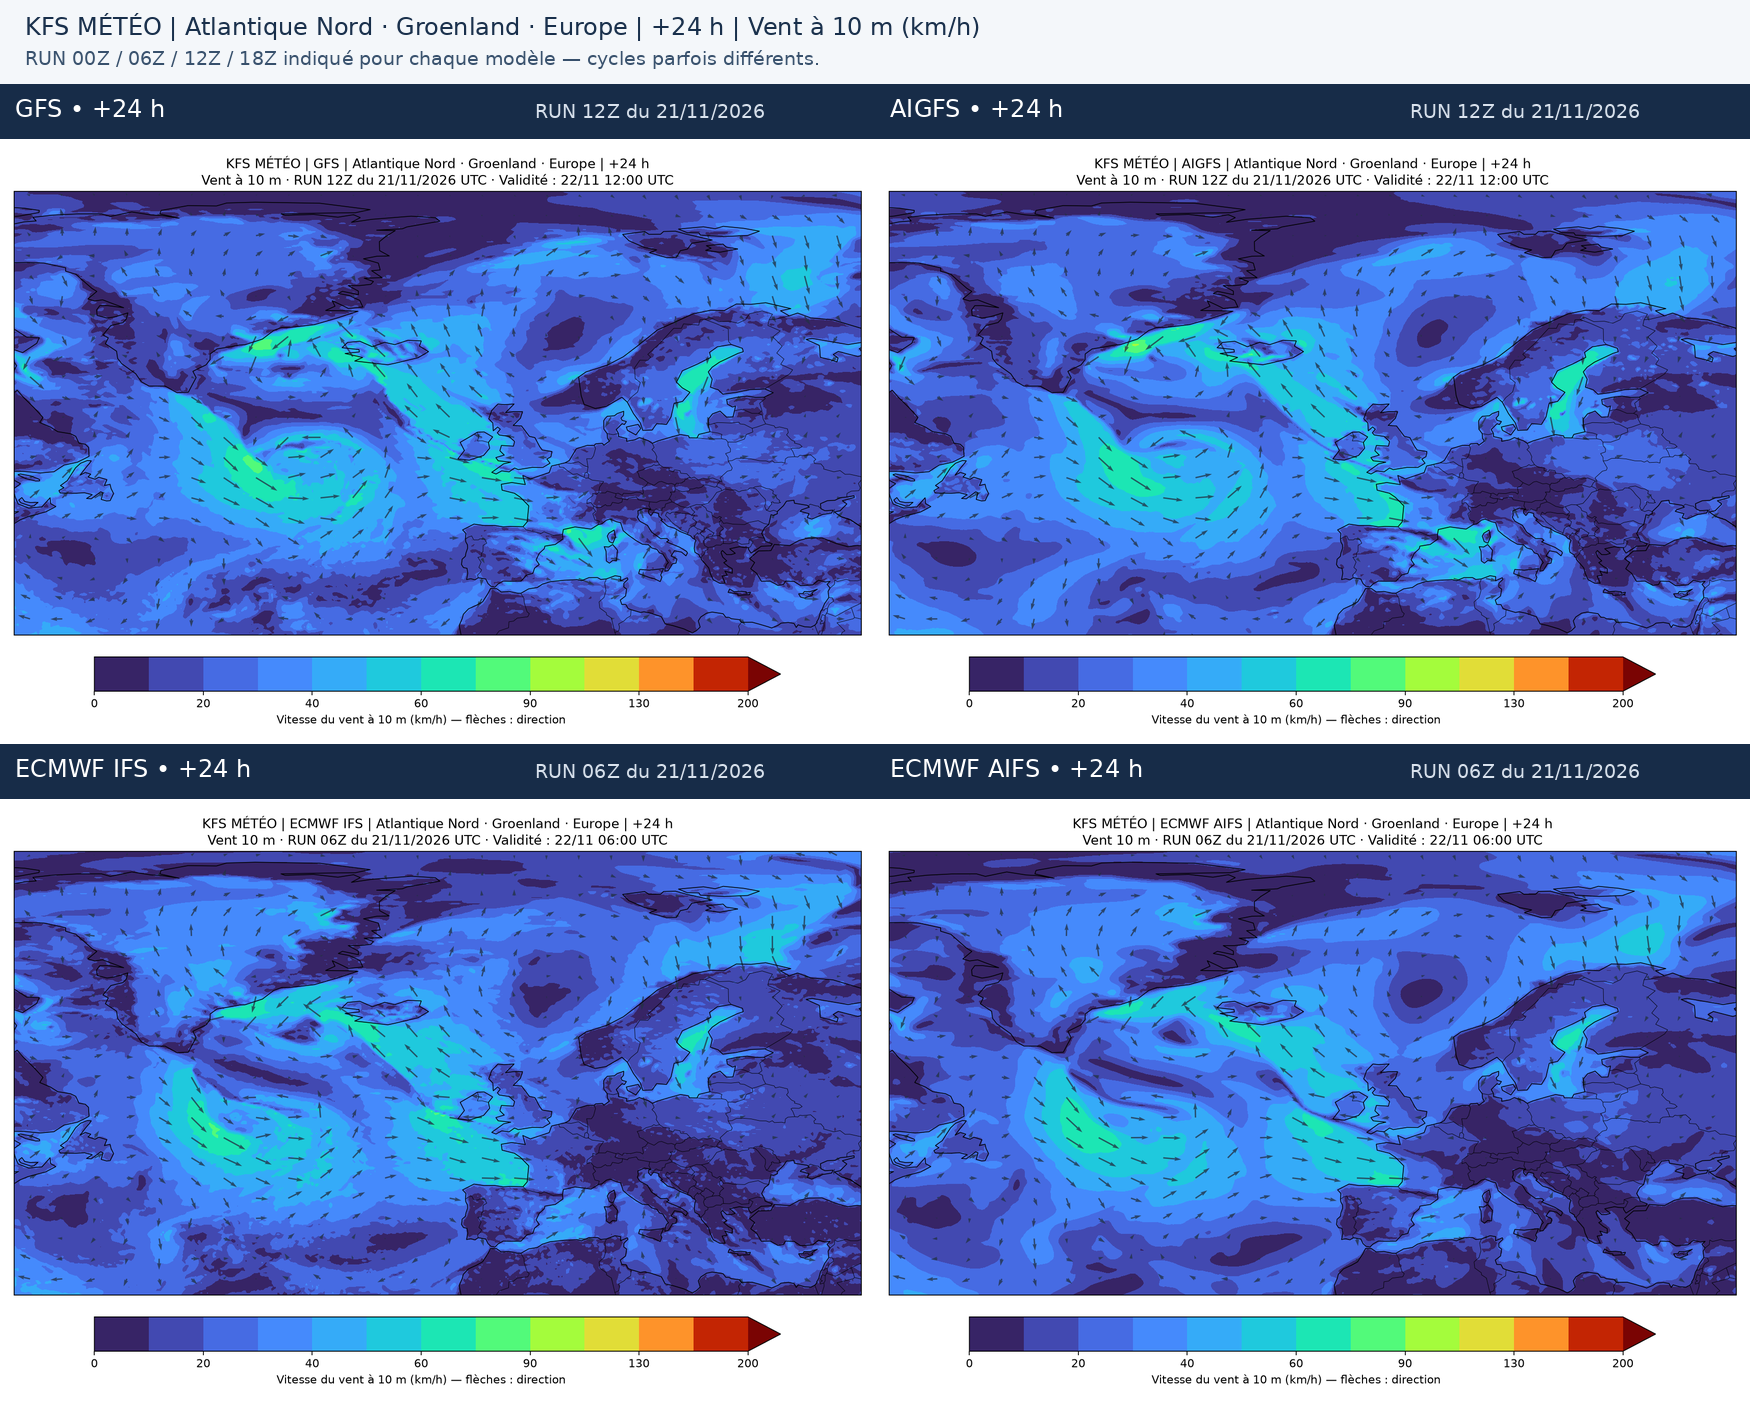 KFS MÉTÉO | Atlantique Nord · Groenland · Europe | +24 h | Vent à 10 m (km/h)
RUN 00Z / 06Z / 12Z / 18Z indiqué pour chaque modèle — cycles parfois différents.
GFS • +24 h
RUN 12Z du 21/11/2026
KFS MÉTÉO | GFS | Atlantique Nord · Groenland · Europe | +24 h
Vent à 10 m · RUN 12Z du 21/11/2026 UTC · Validité : 22/11 12:00 UTC
0 20 40 60 90 130 200
Vitesse du vent à 10 m (km/h) — flèches : direction
AIGFS • +24 h
RUN 12Z du 21/11/2026
KFS MÉTÉO | AIGFS | Atlantique Nord · Groenland · Europe | +24 h
Vent à 10 m · RUN 12Z du 21/11/2026 UTC · Validité : 22/11 12:00 UTC
0 20 40 60 90 130 200
Vitesse du vent à 10 m (km/h) — flèches : direction
ECMWF IFS • +24 h
RUN 06Z du 21/11/2026
KFS MÉTÉO | ECMWF IFS | Atlantique Nord · Groenland · Europe | +24 h
Vent 10 m · RUN 06Z du 21/11/2026 UTC · Validité : 22/11 06:00 UTC
0 20 40 60 90 130 200
Vitesse du vent à 10 m (km/h) — flèches : direction
ECMWF AIFS • +24 h
RUN 06Z du 21/11/2026
KFS MÉTÉO | ECMWF AIFS | Atlantique Nord · Groenland · Europe | +24 h
Vent 10 m · RUN 06Z du 21/11/2026 UTC · Validité : 22/11 06:00 UTC
0 20 40 60 90 130 200
Vitesse du vent à 10 m (km/h) — flèches : direction